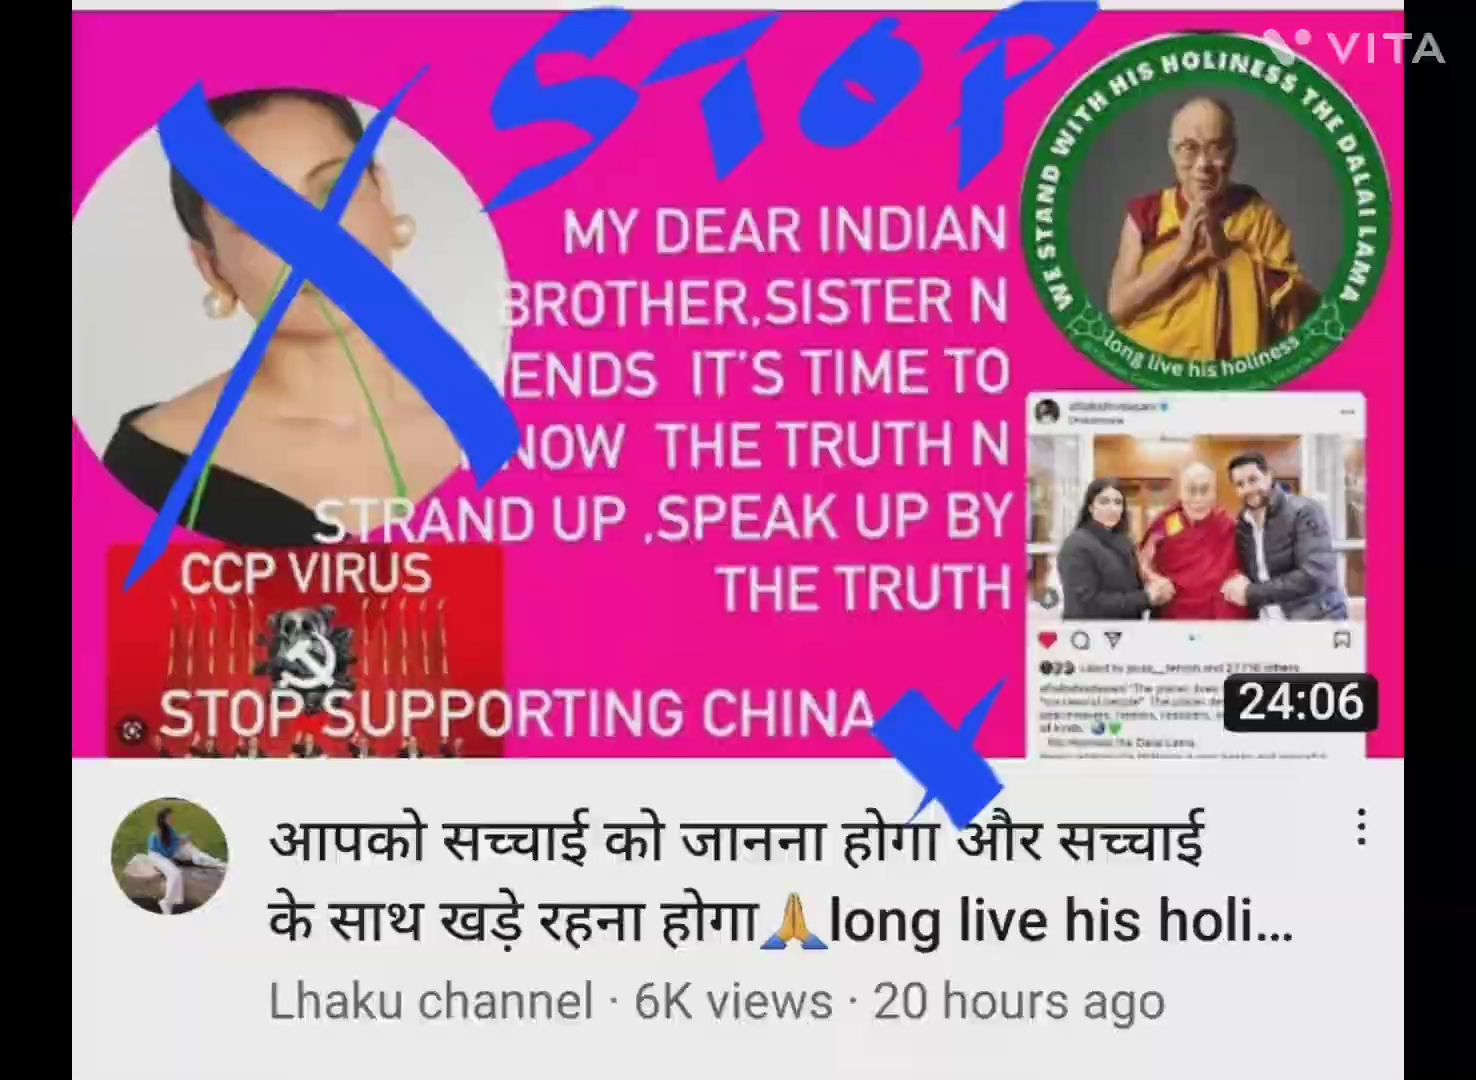 STOP
VITA
WE STAND WITH HIS HOLINESS THE DALAI LAMA
long live his holiness
MY DEAR INDIAN
BROTHER,SISTER N
ENDS IT'S TIME TO
NOW THE TRUTH N
STRAND UP ,SPEAK UP BY
THE TRUTH
CCP VIRUS
STOP SUPPORTING CHINA
24:06
आपको सच्चाई को जानना होगा और सच्चाई
के साथ खड़े रहना होगा🙏long live his holi...
Lhaku channel · 6K views · 20 hours ago